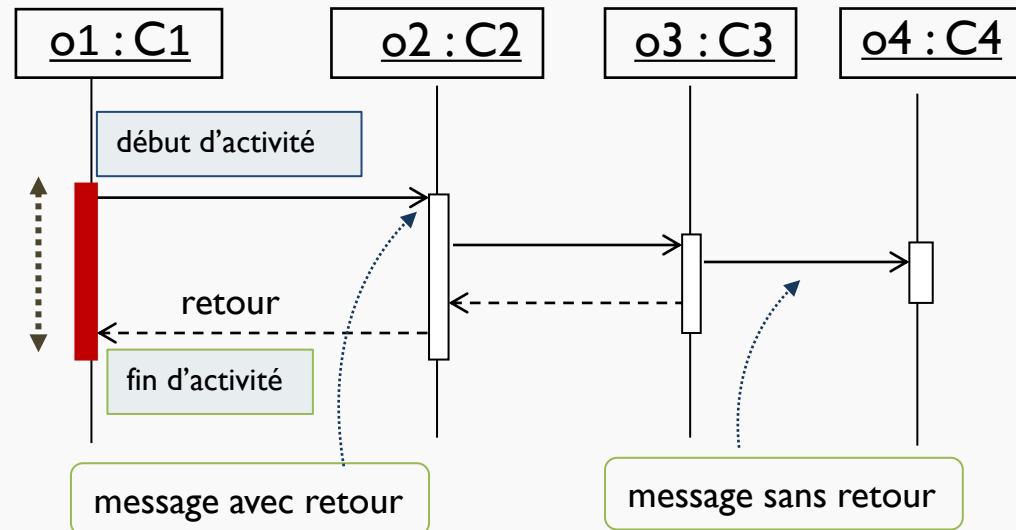 o1 : C1
o2 : C2
o3 : C3
o4 : C4
début d’activité
retour
fin d’activité
message avec retour
message sans retour